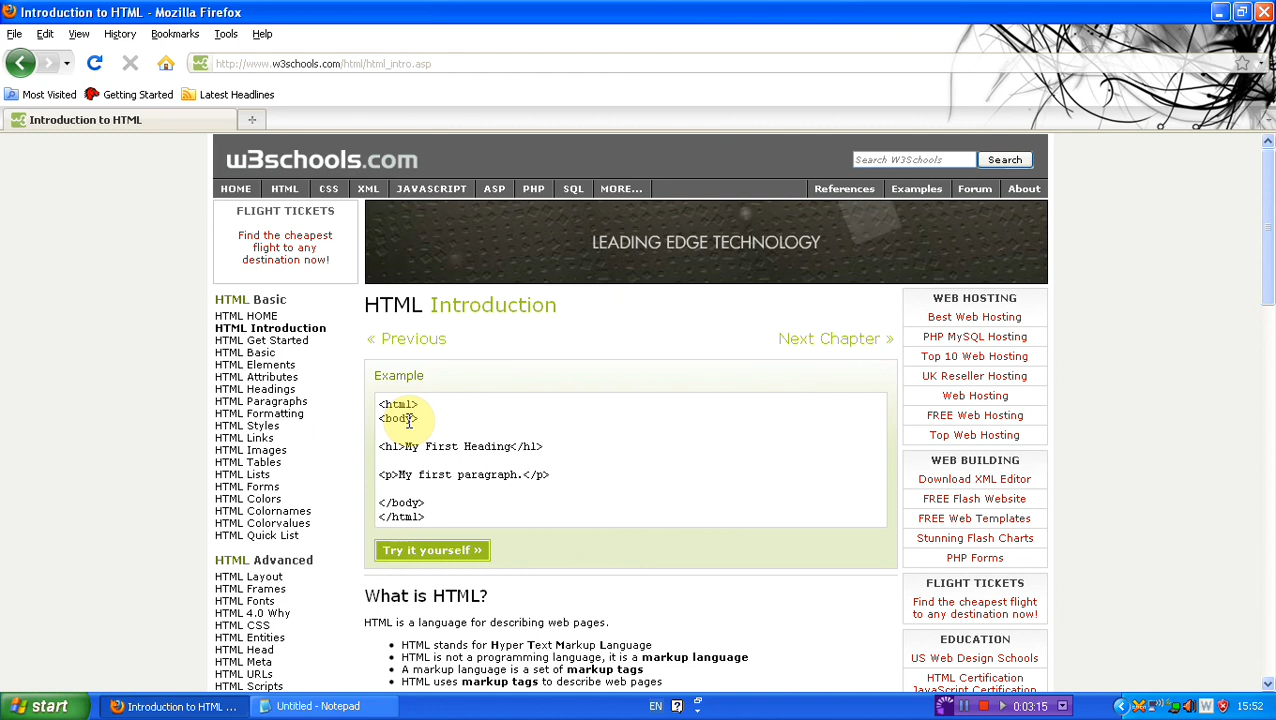 Introduction to HTML - Mozilla Firefox
File Edit View History Bookmarks Tools Help
http://www.w3schools.com/html/html_intro.asp
Most Visited Getting Started Latest Headlines
Introduction to HTML
w3schools.com
Search W3Schools Search
HOME HTML CSS XML JAVASCRIPT ASP PHP SQL MORE... References Examples Forum About
FLIGHT TICKETS
Find the cheapest
flight to any
destination now!
LEADING EDGE TECHNOLOGY
HTML Basic
HTML HOME
HTML Introduction
HTML Get Started
HTML Basic
HTML Elements
HTML Attributes
HTML Headings
HTML Paragraphs
HTML Formatting
HTML Styles
HTML Links
HTML Images
HTML Tables
HTML Lists
HTML Forms
HTML Colors
HTML Colornames
HTML Colorvalues
HTML Quick List
HTML Advanced
HTML Layout
HTML Frames
HTML Fonts
HTML 4.0 Why
HTML CSS
HTML Entities
HTML Head
HTML Meta
HTML URLs
HTML Scripts
HTML Introduction
« Previous Next Chapter »
Example
<html>
<body>
<h1>My First Heading</h1>
<p>My first paragraph.</p>
</body>
</html>
Try it yourself »
What is HTML?
HTML is a language for describing web pages.
• HTML stands for Hyper Text Markup Language
• HTML is not a programming language, it is a markup language
• A markup language is a set of markup tags
• HTML uses markup tags to describe web pages
WEB HOSTING
Best Web Hosting
PHP MySQL Hosting
Top 10 Web Hosting
UK Reseller Hosting
Web Hosting
FREE Web Hosting
Top Web Hosting
WEB BUILDING
Download XML Editor
FREE Flash Website
FREE Web Templates
Stunning Flash Charts
PHP Forms
FLIGHT TICKETS
Find the cheapest flight
to any destination now!
EDUCATION
US Web Design Schools
HTML Certification
JavaScript Certification
start Introduction to HTML ... Untitled - Notepad EN 03:15 15:52